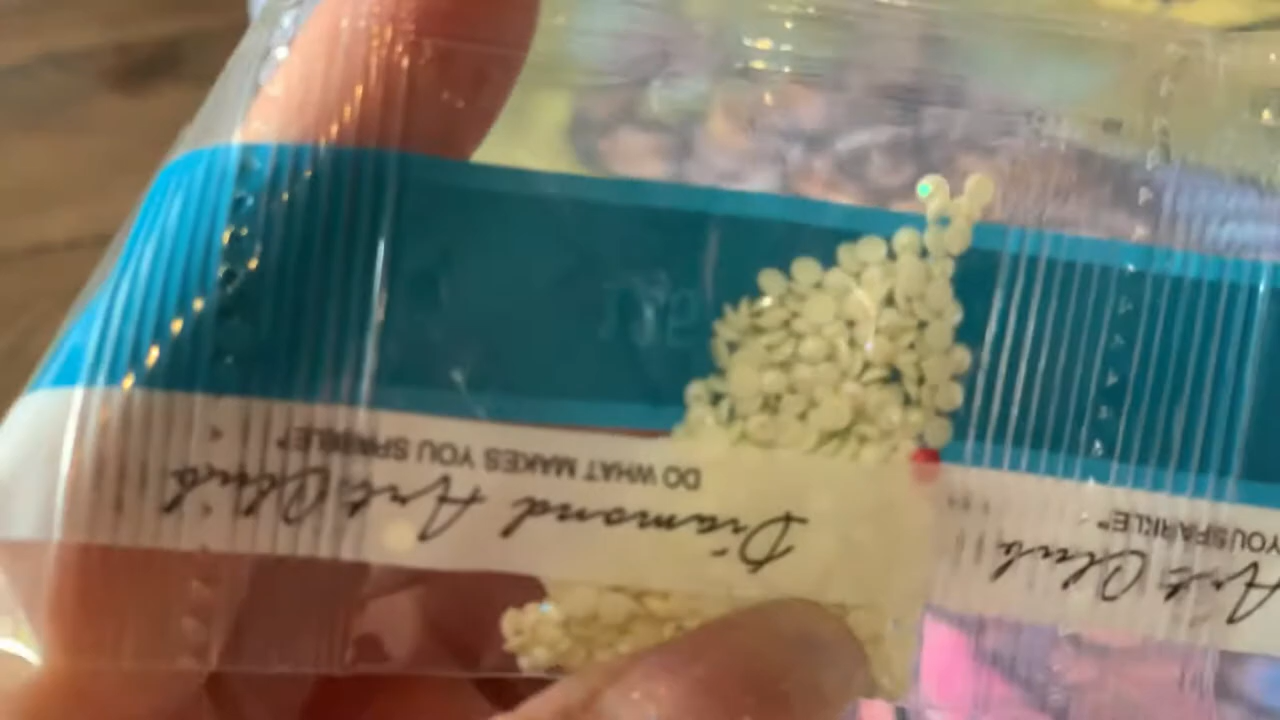 DO WHAT MAKES YOU SPARKLE™
Diamond Art Club
YOU SPARKLE™
Art Club